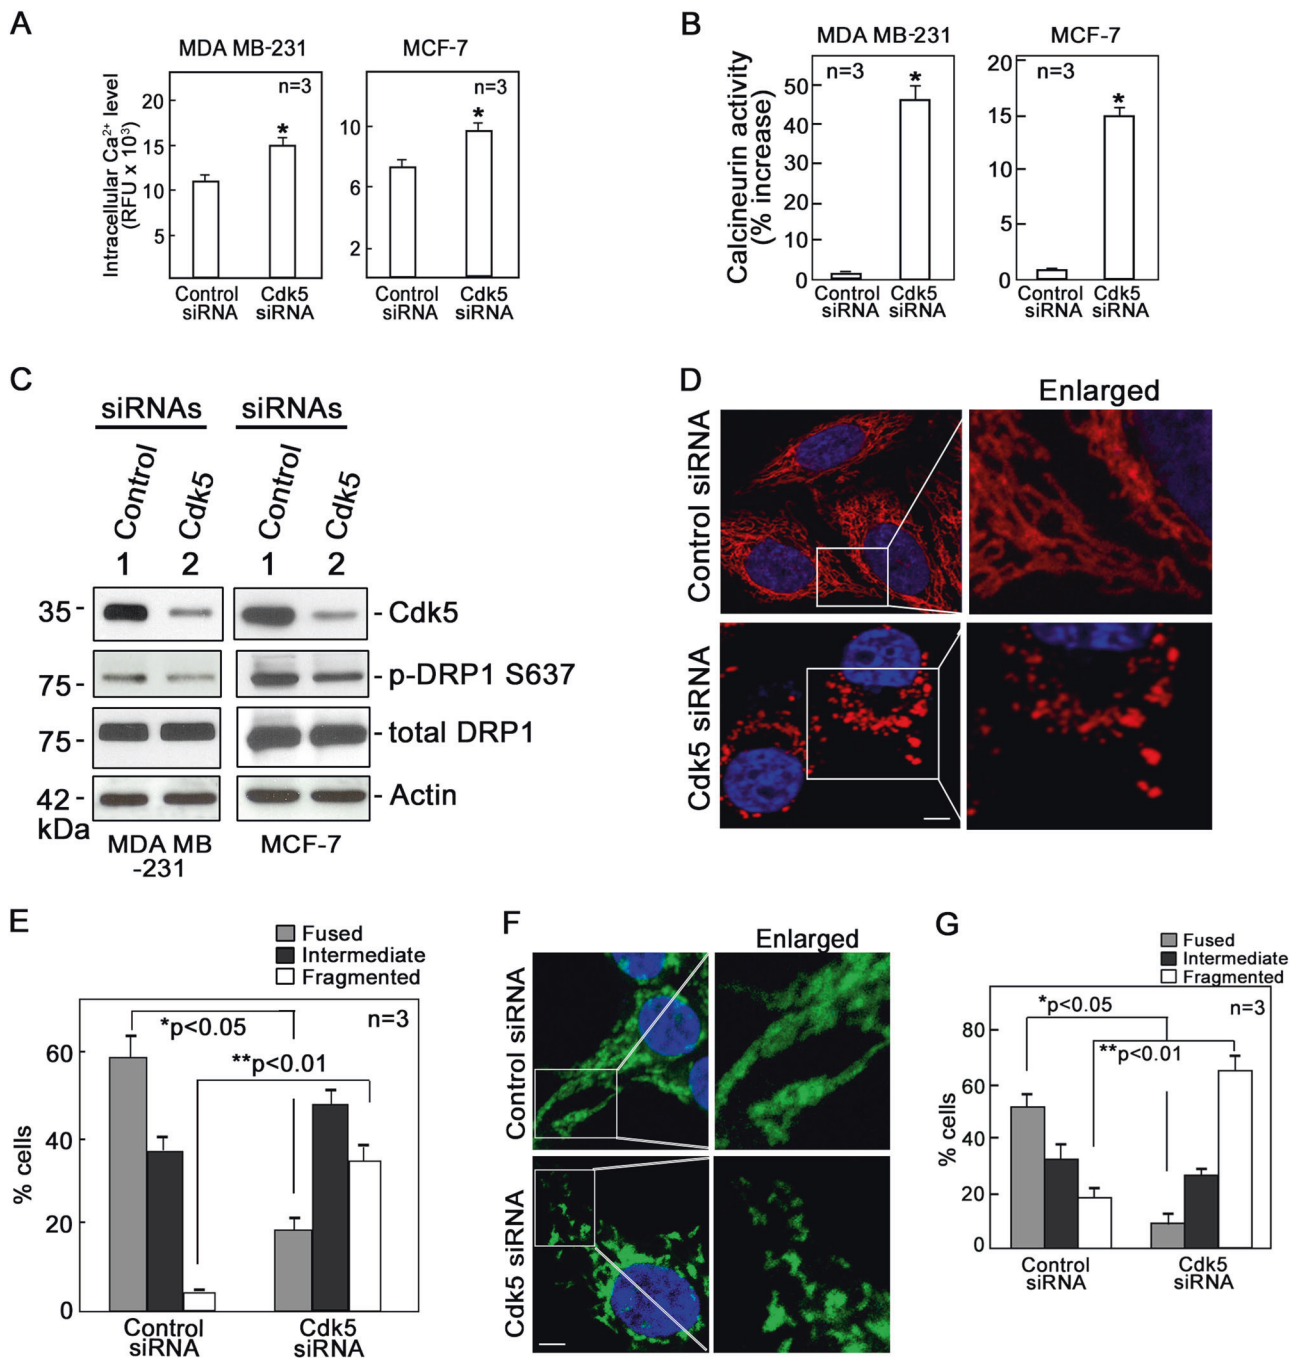 A
MDA MB-231
MCF-7
Intracellular Ca²⁺ level
(RFU x 10³)
20
15
10
5
n=3
*
Control
siRNA
Cdk5
siRNA
10
6
2
n=3
*
Control
siRNA
Cdk5
siRNA
B
MDA MB-231
MCF-7
Calcineurin activity
(% increase)
50
40
30
20
10
0
n=3
*
Control
siRNA
Cdk5
siRNA
20
15
10
5
0
n=3
*
Control
siRNA
Cdk5
siRNA
C
siRNAs
siRNAs
Control
Cdk5
Control
Cdk5
1 2 1 2
35 - - Cdk5
75 - - p-DRP1 S637
75 - - total DRP1
42 - - Actin
kDa
MDA MB
-231
MCF-7
D
Enlarged
Control siRNA
Cdk5 siRNA
E
Fused
Intermediate
Fragmented
% cells
60
40
20
0
*p<0.05
**p<0.01
n=3
Control
siRNA
Cdk5
siRNA
F
Enlarged
Control siRNA
Cdk5 siRNA
G
Fused
Intermediate
Fragmented
% cells
80
60
40
20
0
*p<0.05
**p<0.01
n=3
Control
siRNA
Cdk5
siRNA